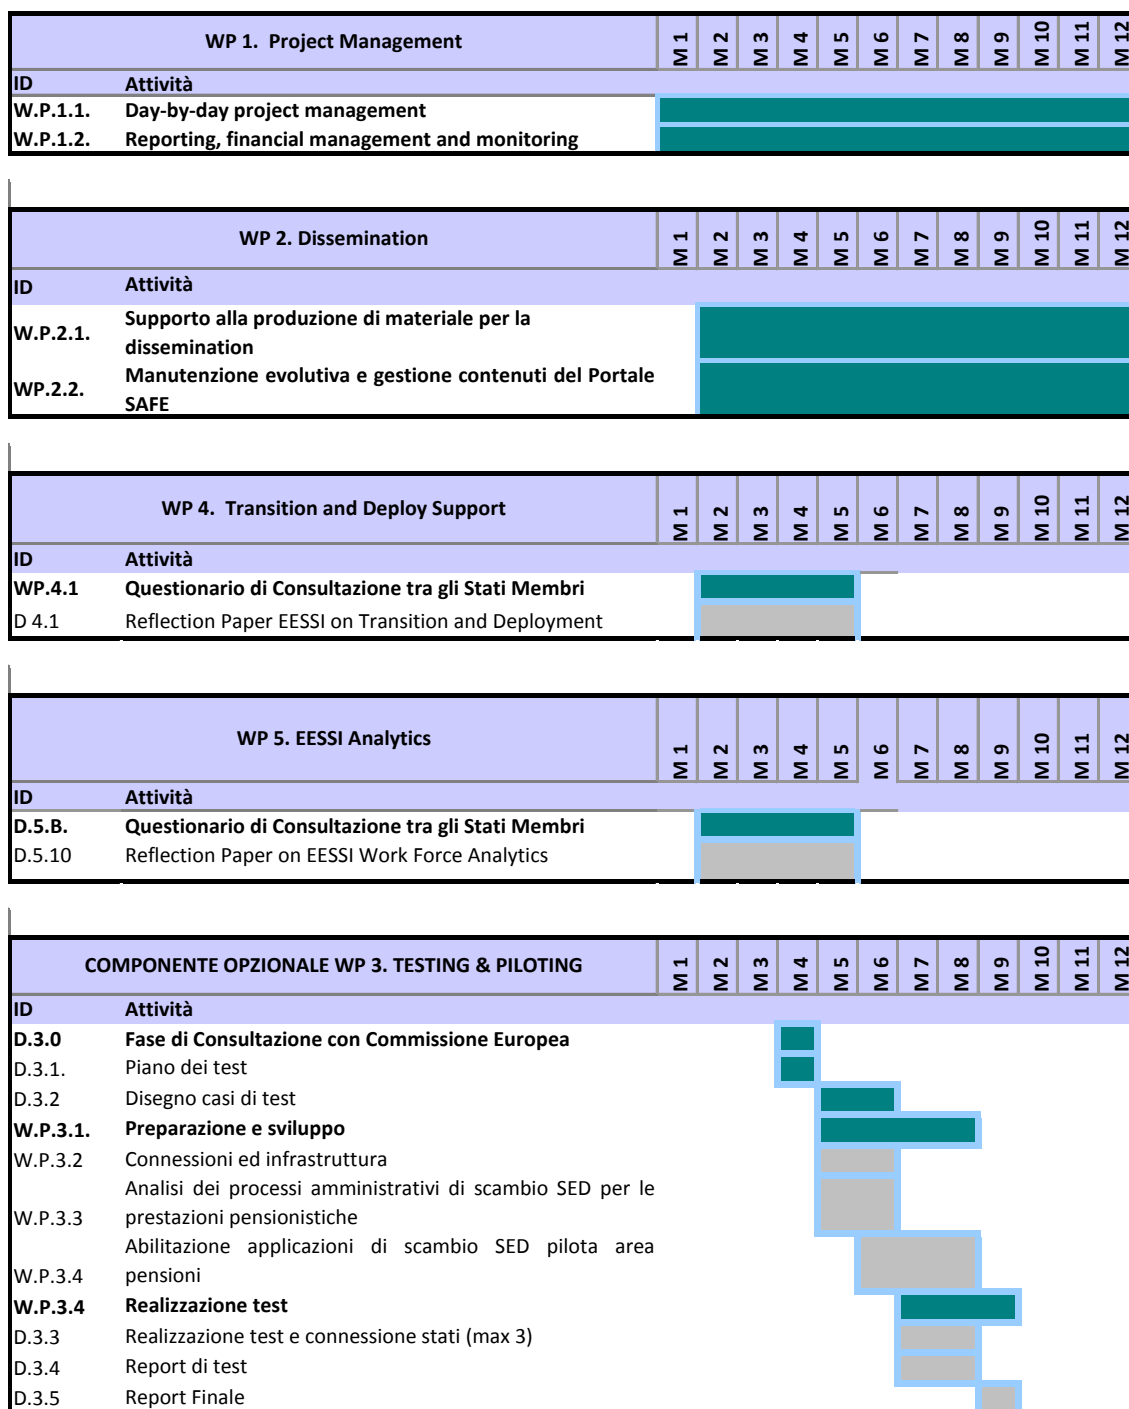 WP 1. Project Management M 1 M 2 M 3 M 4 M 5 M 6 M 7 M 8 M 9 M 10 M 11 M 12
ID Attività
W.P.1.1. Day-by-day project management
W.P.1.2. Reporting, financial management and monitoring
WP 2. Dissemination M 1 M 2 M 3 M 4 M 5 M 6 M 7 M 8 M 9 M 10 M 11 M 12
ID Attività
W.P.2.1. Supporto alla produzione di materiale per la
dissemination
WP.2.2. Manutenzione evolutiva e gestione contenuti del Portale
SAFE
WP 4. Transition and Deploy Support M 1 M 2 M 3 M 4 M 5 M 6 M 7 M 8 M 9 M 10 M 11 M 12
ID Attività
WP.4.1 Questionario di Consultazione tra gli Stati Membri
D 4.1 Reflection Paper EESSI on Transition and Deployment
WP 5. EESSI Analytics M 1 M 2 M 3 M 4 M 5 M 6 M 7 M 8 M 9 M 10 M 11 M 12
ID Attività
D.5.B. Questionario di Consultazione tra gli Stati Membri
D.5.10 Reflection Paper on EESSI Work Force Analytics
COMPONENTE OPZIONALE WP 3. TESTING & PILOTING M 1 M 2 M 3 M 4 M 5 M 6 M 7 M 8 M 9 M 10 M 11 M 12
ID Attività
D.3.0 Fase di Consultazione con Commissione Europea
D.3.1. Piano dei test
D.3.2 Disegno casi di test
W.P.3.1. Preparazione e sviluppo
W.P.3.2 Connessioni ed infrastruttura
Analisi dei processi amministrativi di scambio SED per le
W.P.3.3 prestazioni pensionistiche
Abilitazione applicazioni di scambio SED pilota area
W.P.3.4 pensioni
W.P.3.4 Realizzazione test
D.3.3 Realizzazione test e connessione stati (max 3)
D.3.4 Report di test
D.3.5 Report Finale